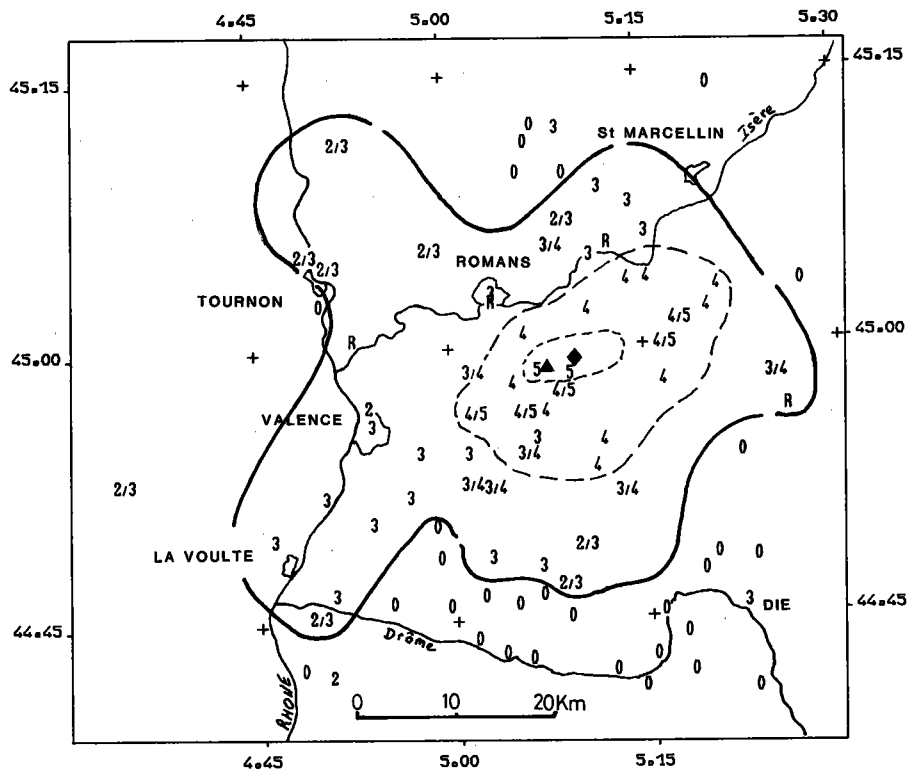 4.45 5.00 5.15 5.30
45.15 0 45.15
Isère
0 3 St MARCELLIN
0
2/3
0 0
3 3
2/3 3
2/3 3/4 3 R
2/3 2/3 ROMANS 4 4 4 0
TOURNON 3 R 4 4
0 4 4/5
R 4/5 45.00
45.00 3/4 5 5 3/4
4 4/5 4
2 4/5 4/5 4 R
VALENCE 3 3 4
3 3 3/4 4 0
2/3 3/4 3/4 3/4
3 3
3 0
LA VOULTE 3 0 3 3 2/3 0 0
2/3 0
3 0 0 0 0 0 0 0 3 DIE 44.45
44.45 2/3 Drôme 0 0
0 0 0 0
0 2 0 0 0
RHONE
0 10 20Km
4.45 5.00 5.15